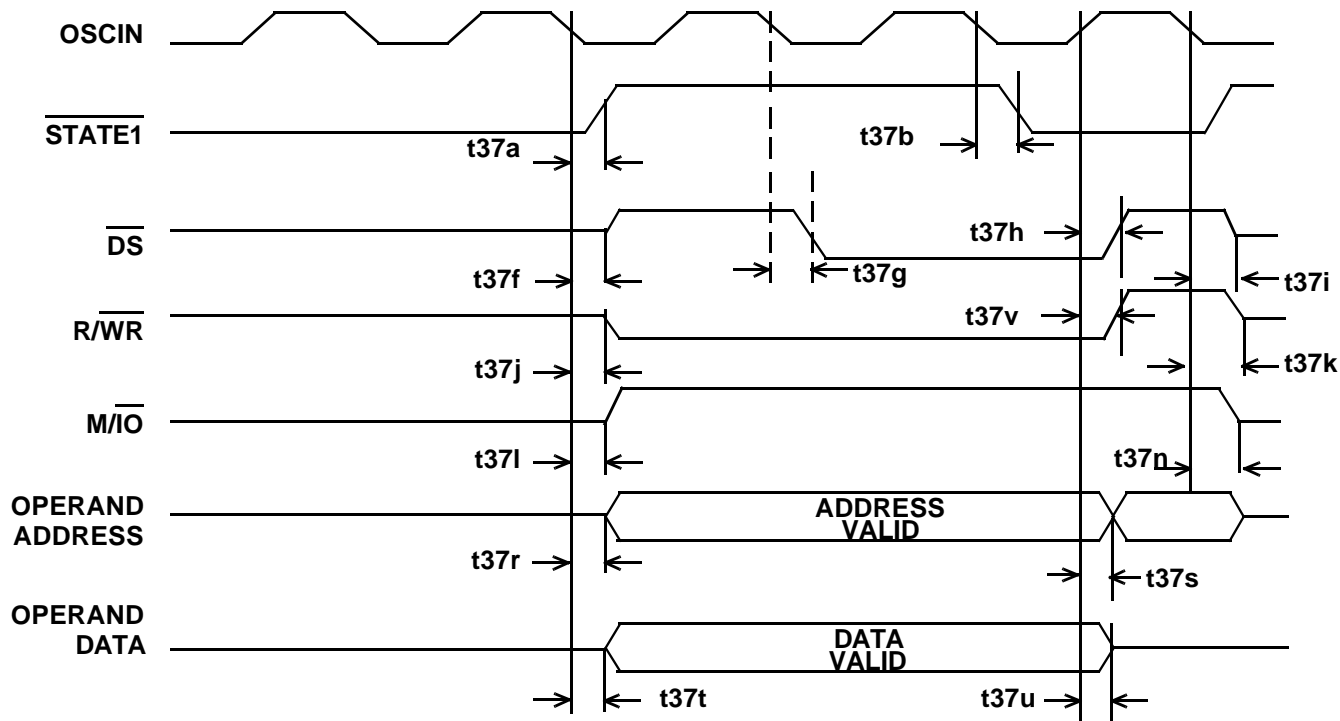 OSCIN
STATE1
t37a
t37b
DS
t37h
t37f
t37g
t37i
R/WR
t37v
t37j
t37k
M/IO
t37l
t37n
OPERAND
ADDRESS
ADDRESS
VALID
t37r
t37s
OPERAND
DATA
DATA
VALID
t37t
t37u